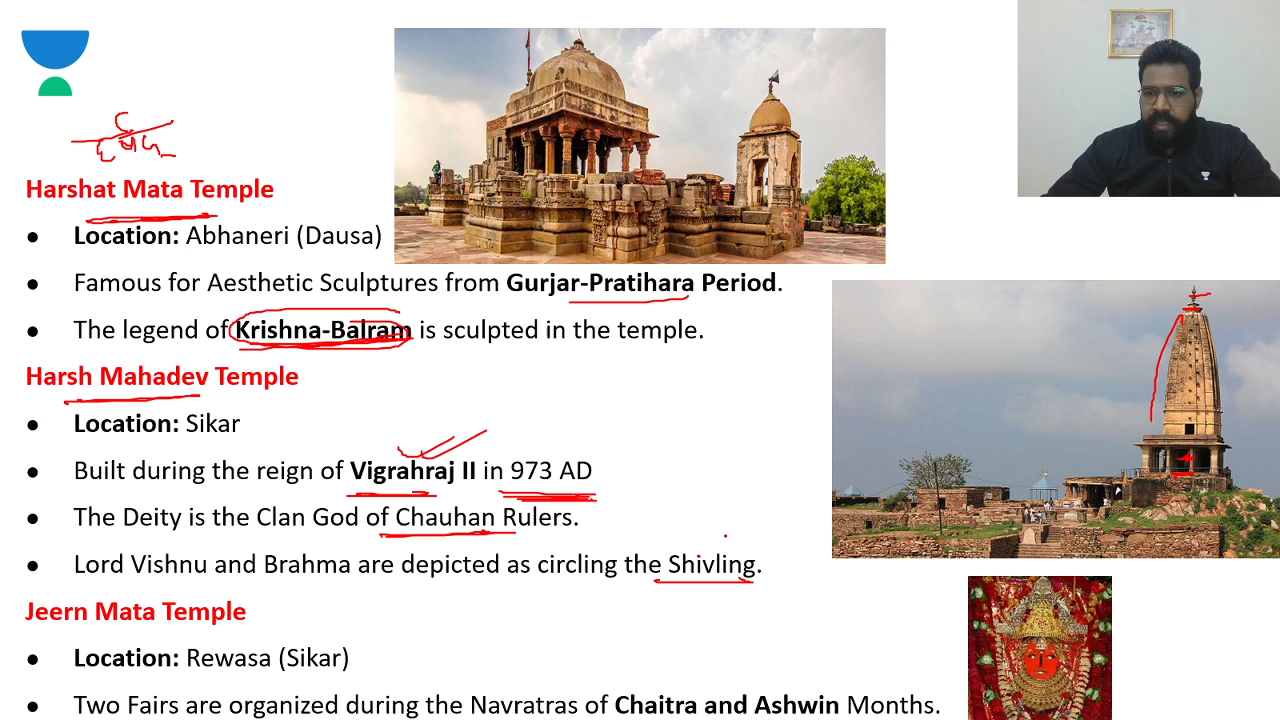 Harshat Mata Temple
● Location: Abhaneri (Dausa)
● Famous for Aesthetic Sculptures from Gurjar-Pratihara Period.
● The legend of Krishna-Balram is sculpted in the temple.
Harsh Mahadev Temple
● Location: Sikar
● Built during the reign of Vigrahraj II in 973 AD
● The Deity is the Clan God of Chauhan Rulers.
● Lord Vishnu and Brahma are depicted as circling the Shivling.
Jeern Mata Temple
● Location: Rewasa (Sikar)
● Two Fairs are organized during the Navratras of Chaitra and Ashwin Months.